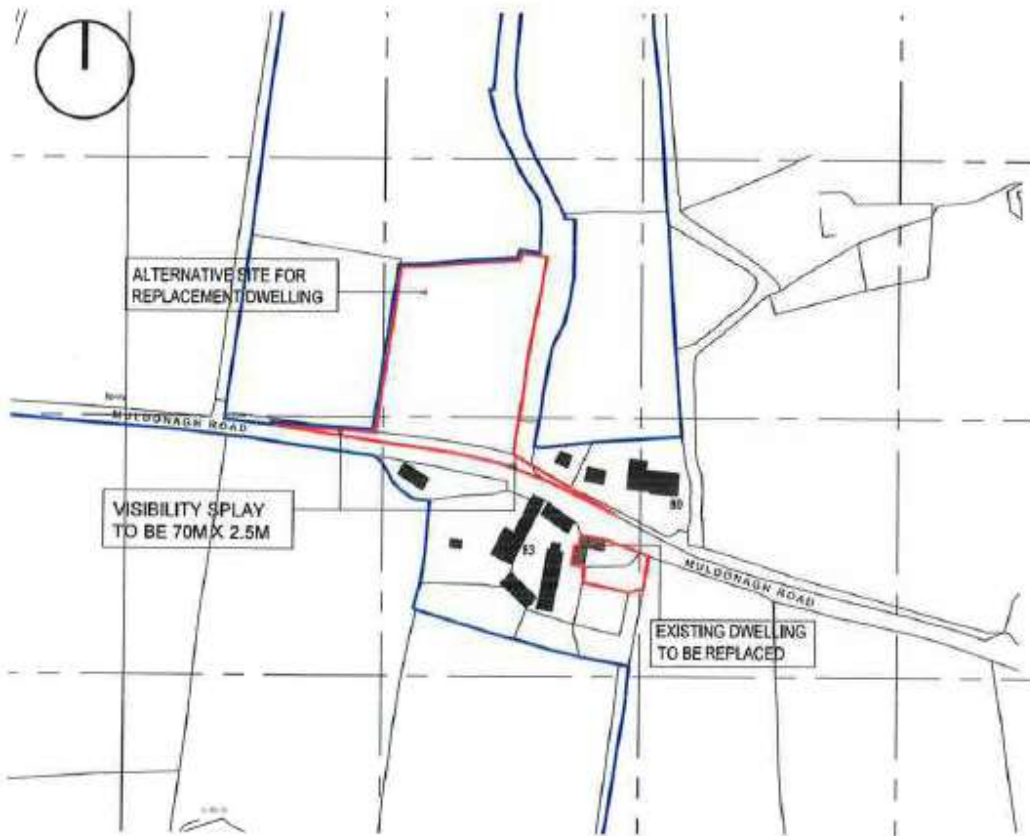 ALTERNATIVE SITE FOR
REPLACEMENT DWELLING
MULDONAGH ROAD
VISIBILITY SPLAY
TO BE 70M X 2.5M
80
83
MULDONAGH ROAD
EXISTING DWELLING
TO BE REPLACED